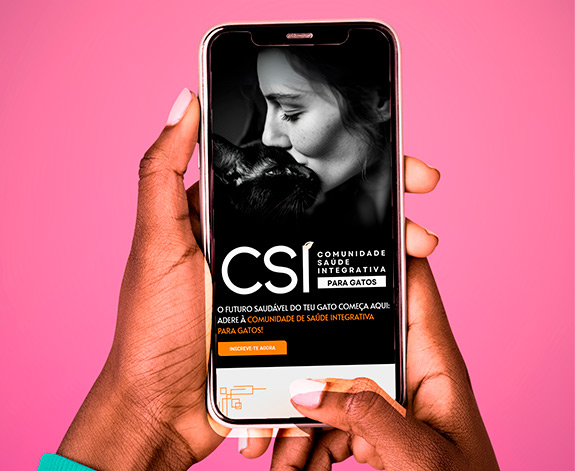 CSI
COMUNIDADE
SAÚDE
INTEGRATIVA
PARA GATOS
O FUTURO SAUDÁVEL DO TEU GATO COMEÇA AQUI:
ADERE À COMUNIDADE DE SAÚDE INTEGRATIVA
PARA GATOS!
INSCREVE-TE AGORA